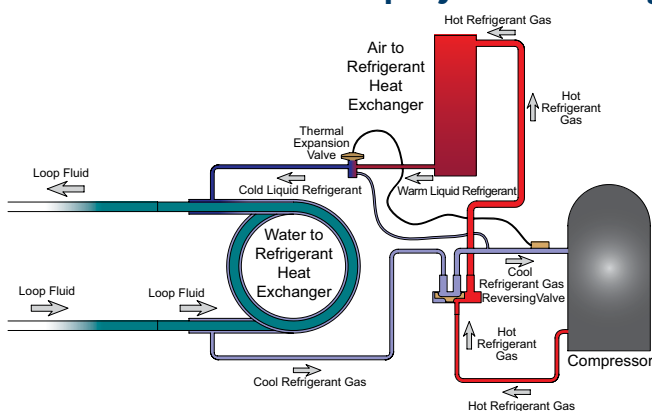 Hot Refrigerant Gas
Air to
Refrigerant
Heat
Exchanger
Hot
Refrigerant
Gas
Thermal
Expansion
Valve
Loop Fluid
Cold Liquid Refrigerant
Warm Liquid Refrigerant
Water to
Refrigerant
Heat
Exchanger
Loop Fluid
Loop Fluid
Cool
Refrigerant Gas
ReversingValve
Hot
Refrigerant
Gas
Compressor
Cool Refrigerant Gas
Hot Refrigerant Gas